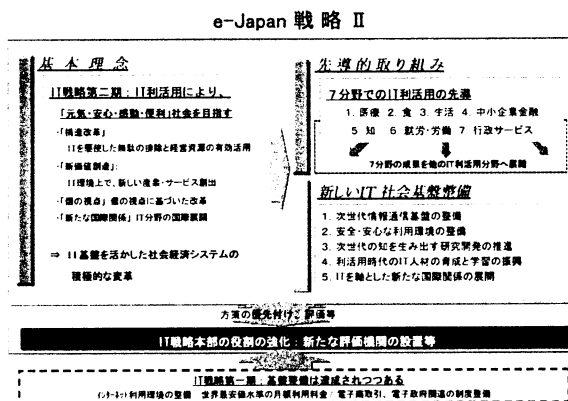 e-Japan 戦略 Ⅱ
基本理念
IT戦略第二期：IT利活用により、
「元気・安心・感動・便利」社会を目指す
・「構造改革」
ITを駆使した無駄の排除と経営資源の有効活用
・「新価値創造」：
IT環境上で、新しい産業・サービス創出
・「個の視点」 個の視点に基づいた改革
・「新たな国際関係」 IT分野の国際展開
⇒ IT基盤を活かした社会経済システムの
積極的な変革
先導的取り組み
7分野でのIT利活用の先導
1. 医療 2. 食 3. 生活 4. 中小企業金融
5 知 6 就労・労働 7 行政サービス
7分野の成果を他のIT利活用分野へ展開
新しいIT 社会基盤整備
1. 次世代情報通信基盤の整備
2. 安全・安心な利用環境の整備
3. 次世代の知を生み出す研究開発の推進
4. 利活用時代のIT人材の育成と学習の振興
5. ITを軸とした新たな国際関係の展開
方策の優先付け、評価等
IT戦略本部の役割の強化：新たな評価機関の設置等
IT戦略第一期：基盤整備は達成されつつある
インターネット利用環境の整備 世界最安価水準の月額利用料金／電子商取引、電子政府関連の制度整備